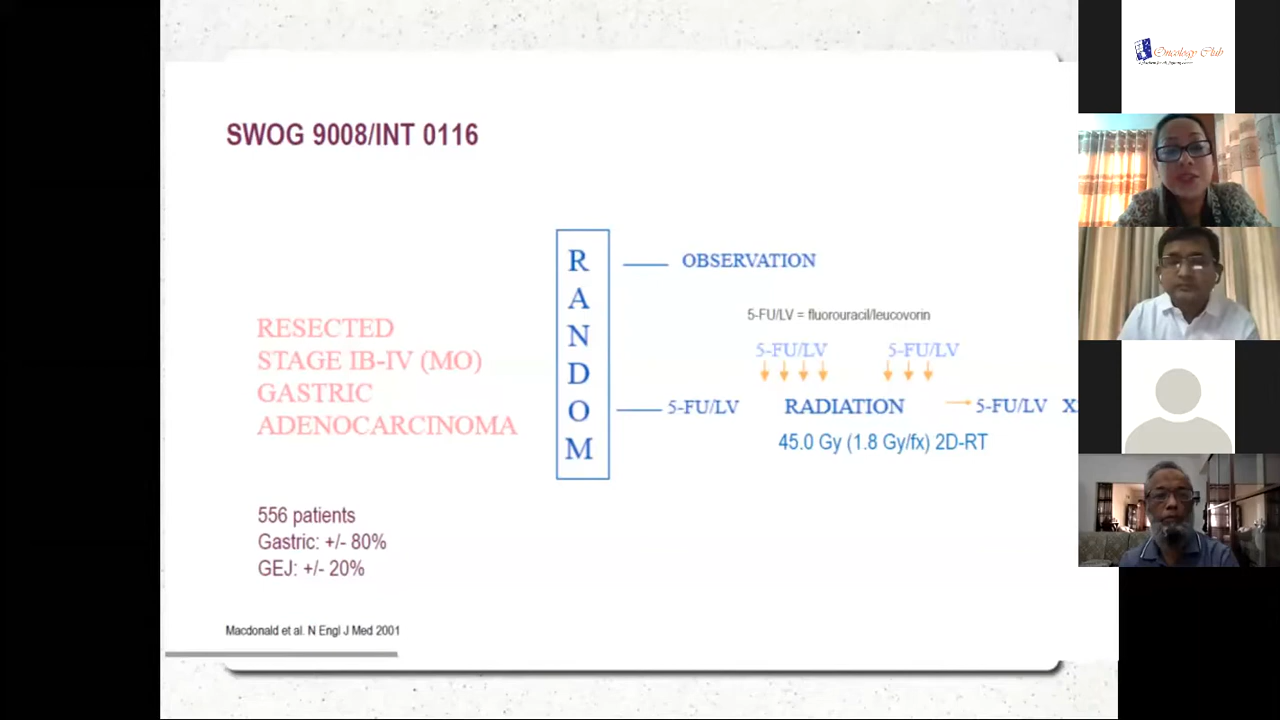 SWOG 9008/INT 0116
R
A
N
D
O
M
OBSERVATION
5-FU/LV = fluorouracil/leucovorin
5-FU/LV 5-FU/LV
5-FU/LV RADIATION 5-FU/LV X
45.0 Gy (1.8 Gy/fx) 2D-RT
RESECTED
STAGE IB-IV (MO)
GASTRIC
ADENOCARCINOMA
556 patients
Gastric: +/- 80%
GEJ: +/- 20%
Macdonald et al. N Engl J Med 2001
Oncology Club